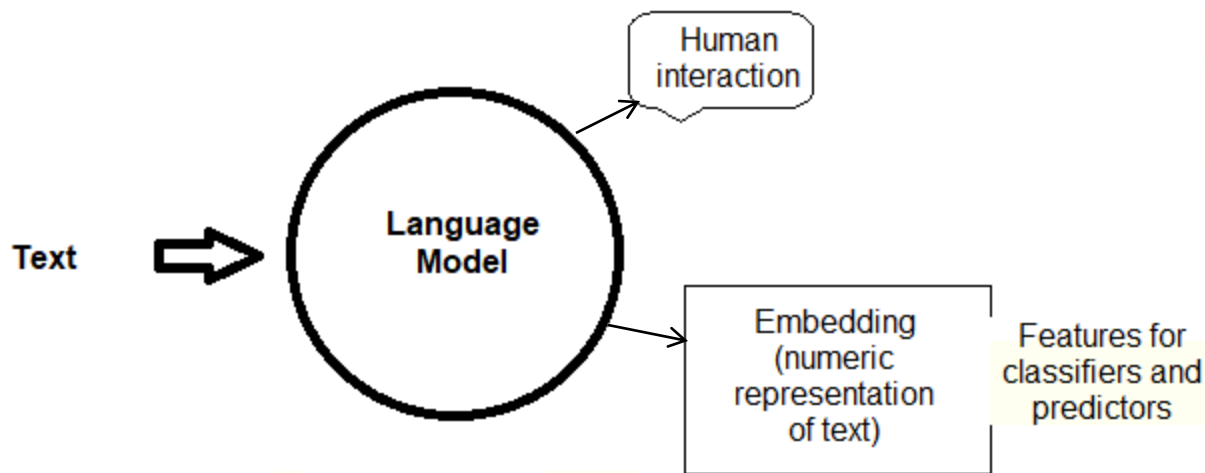 Human
interaction
Language
Model
Text
Embedding
(numeric
representation
of text)
Features for
classifiers and
predictors